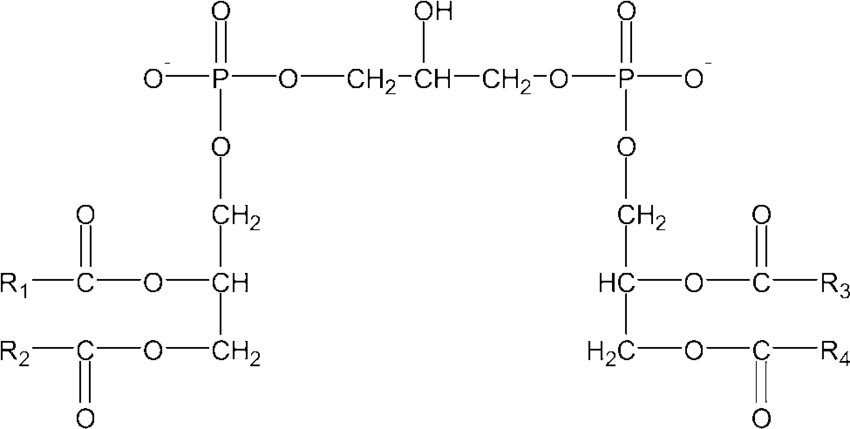 O OH O
O⁻ P O CH₂ CH CH₂ O P O⁻
O O
O CH₂ CH₂ O
R₁ C O CH HC O C R₃
R₂ C O CH₂ H₂C O C R₄
O O